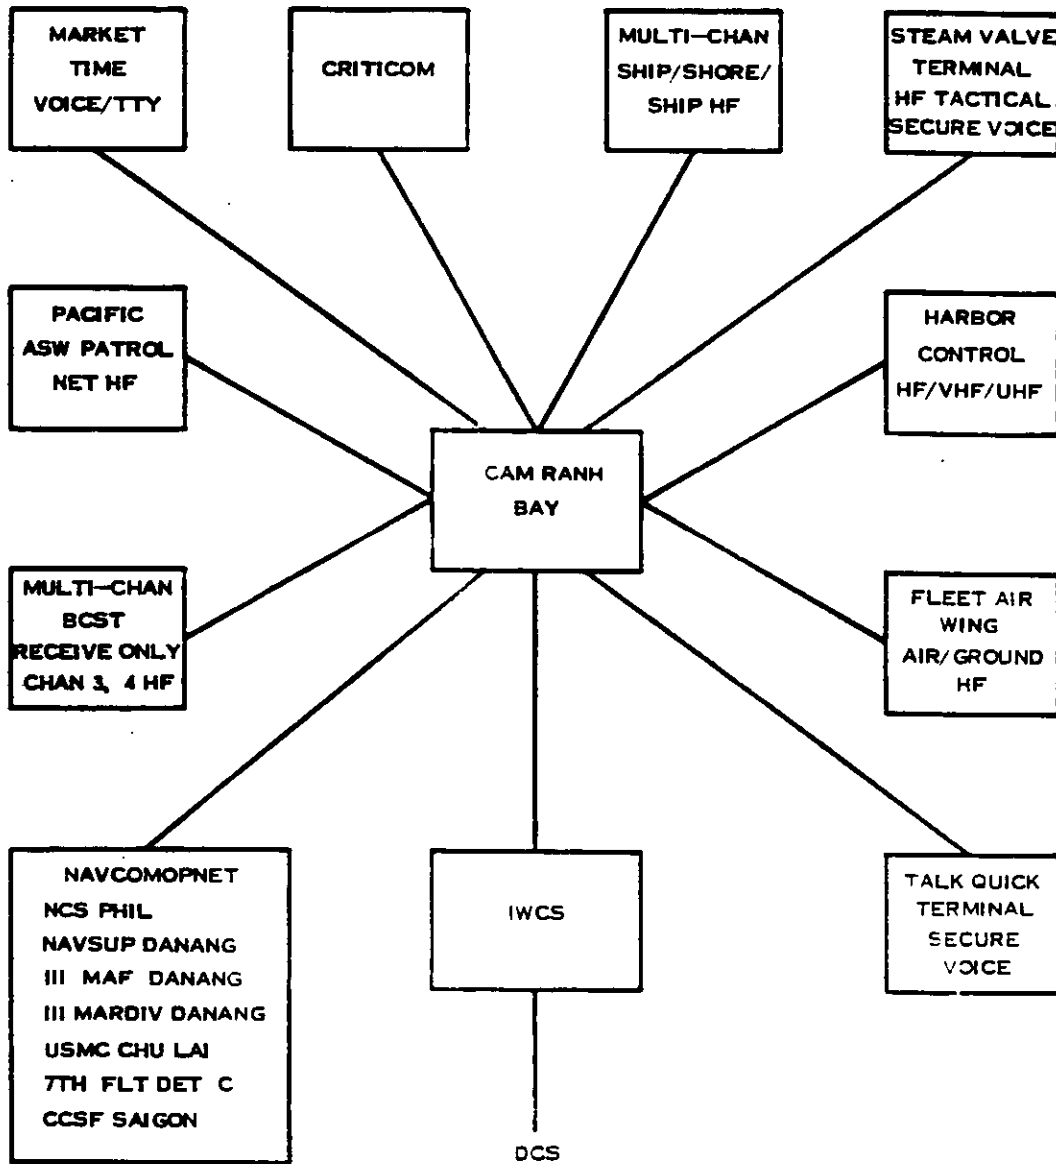 MARKET
TIME
VOICE/TTY
CRITICOM
MULTI-CHAN
SHIP/SHORE/
SHIP HF
STEAM VALVE
TERMINAL
HF TACTICAL
SECURE VOICE
PACIFIC
ASW PATROL
NET HF
HARBOR
CONTROL
HF/VHF/UHF
CAM RANH
BAY
MULTI-CHAN
BCST
RECEIVE ONLY
CHAN 3, 4 HF
FLEET AIR
WING
AIR/GROUND
HF
NAVCOMOPNET
NCS PHIL
NAVSUP DANANG
III MAF DANANG
III MARDIV DANANG
USMC CHU LAI
7TH FLT DET C
CCSF SAIGON
IWCS
TALK QUICK
TERMINAL
SECURE
VOICE
DCS